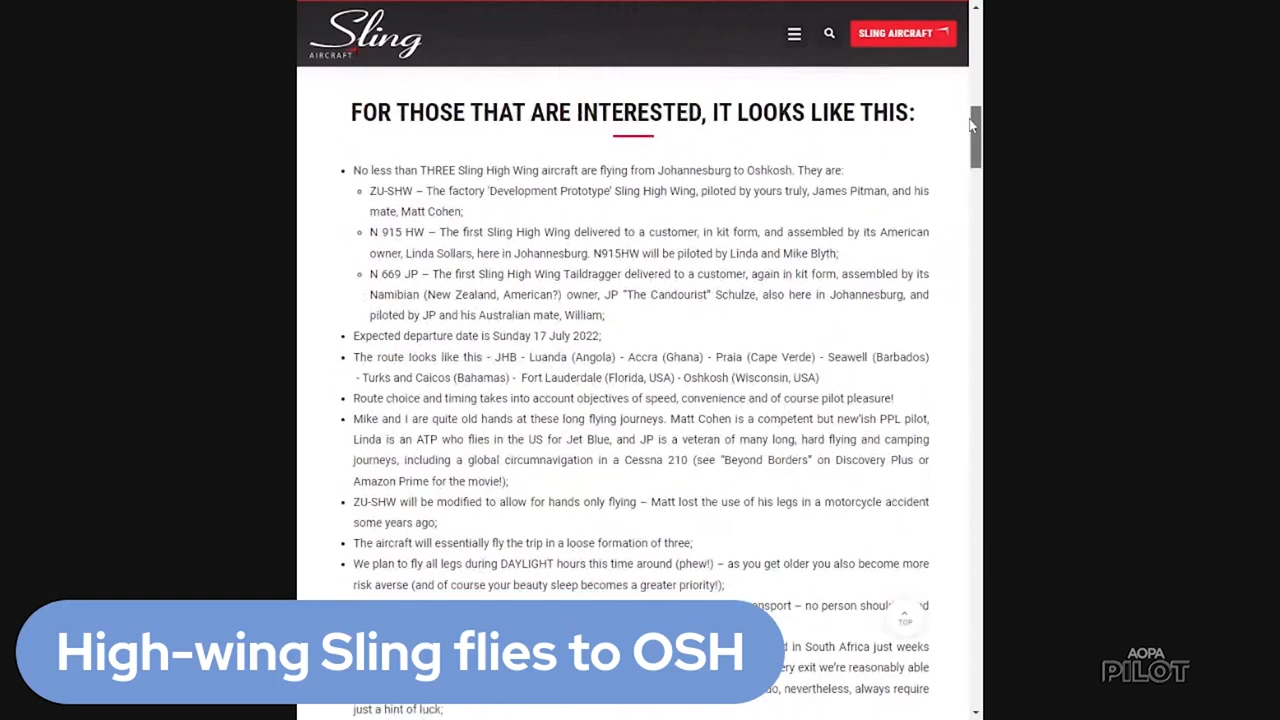 Sling
AIRCRAFT
SLING AIRCRAFT
FOR THOSE THAT ARE INTERESTED, IT LOOKS LIKE THIS:
No less than THREE Sling High Wing aircraft are flying from Johannesburg to Oshkosh. They are:
ZU-SHW – The factory 'Development Prototype' Sling High Wing, piloted by yours truly, James Pitman, and his
mate, Matt Cohen;
N 915 HW – The first Sling High Wing delivered to a customer, in kit form, and assembled by its American
owner, Linda Sollars, here in Johannesburg. N915HW will be piloted by Linda and Mike Blyth;
N 669 JP – The first Sling High Wing Taildragger delivered to a customer, again in kit form, assembled by its
Namibian (New Zealand, American?) owner, JP “The Candourist” Schulze, also here in Johannesburg, and
piloted by JP and his Australian mate, William;
Expected departure date is Sunday 17 July 2022;
The route looks like this - JHB - Luanda (Angola) - Accra (Ghana) - Praia (Cape Verde) - Seawell (Barbados)
- Turks and Caicos (Bahamas) - Fort Lauderdale (Florida, USA) - Oshkosh (Wisconsin, USA)
Route choice and timing takes into account objectives of speed, convenience and of course pilot pleasure!
Mike and I are quite old hands at these long flying journeys. Matt Cohen is a competent but new'ish PPL pilot,
Linda is an ATP who flies in the US for Jet Blue, and JP is a veteran of many long, hard flying and camping
journeys, including a global circumnavigation in a Cessna 210 (see “Beyond Borders” on Discovery Plus or
Amazon Prime for the movie!);
ZU-SHW will be modified to allow for hands only flying – Matt lost the use of his legs in a motorcycle accident
some years ago;
The aircraft will essentially fly the trip in a loose formation of three;
We plan to fly all legs during DAYLIGHT hours this time around (phew!) – as you get older you also become more
risk averse (and of course your beauty sleep becomes a greater priority!);
– no person
TOP
in South Africa just weeks
exit we're reasonably able
nevertheless, always require
just a hint of luck;
High-wing Sling flies to OSH
AOPA
PILOT